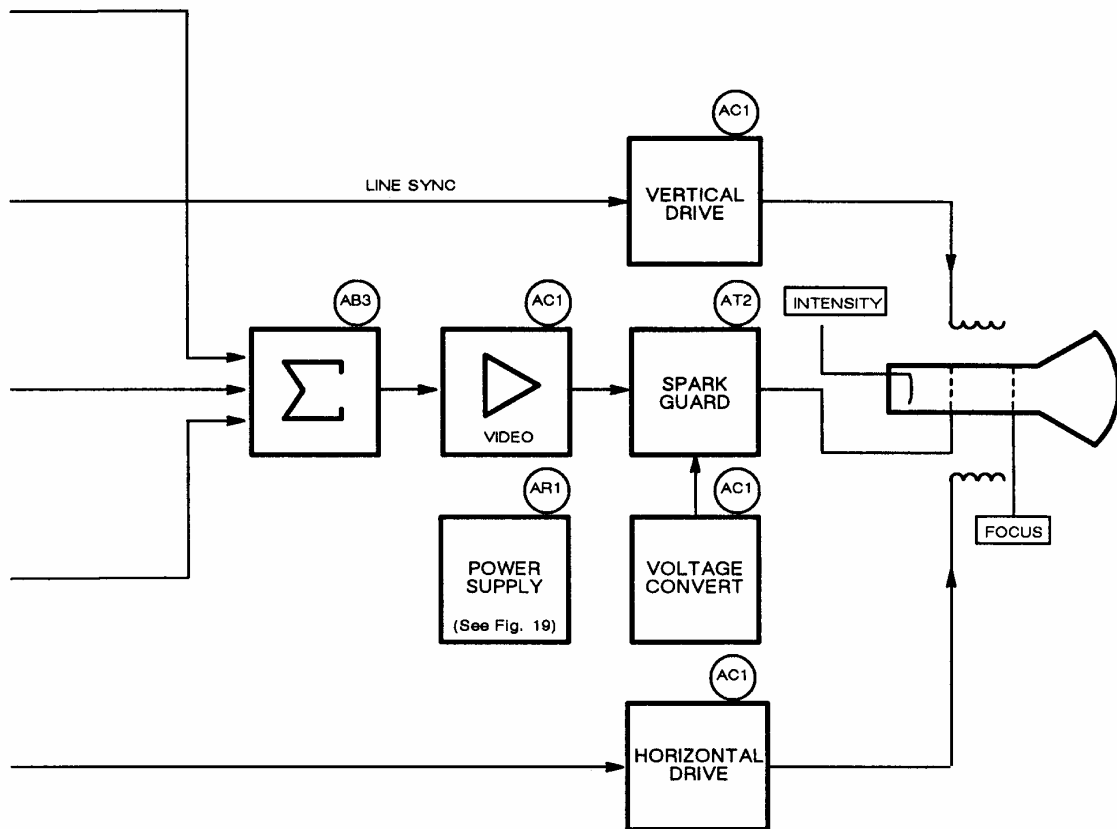 AC1
VERTICAL
DRIVE
LINE SYNC
AB3
AC1
AT2
INTENSITY
VIDEO
SPARK
GUARD
AR1
AC1
FOCUS
POWER
SUPPLY
(See Fig. 19)
VOLTAGE
CONVERT
AC1
HORIZONTAL
DRIVE